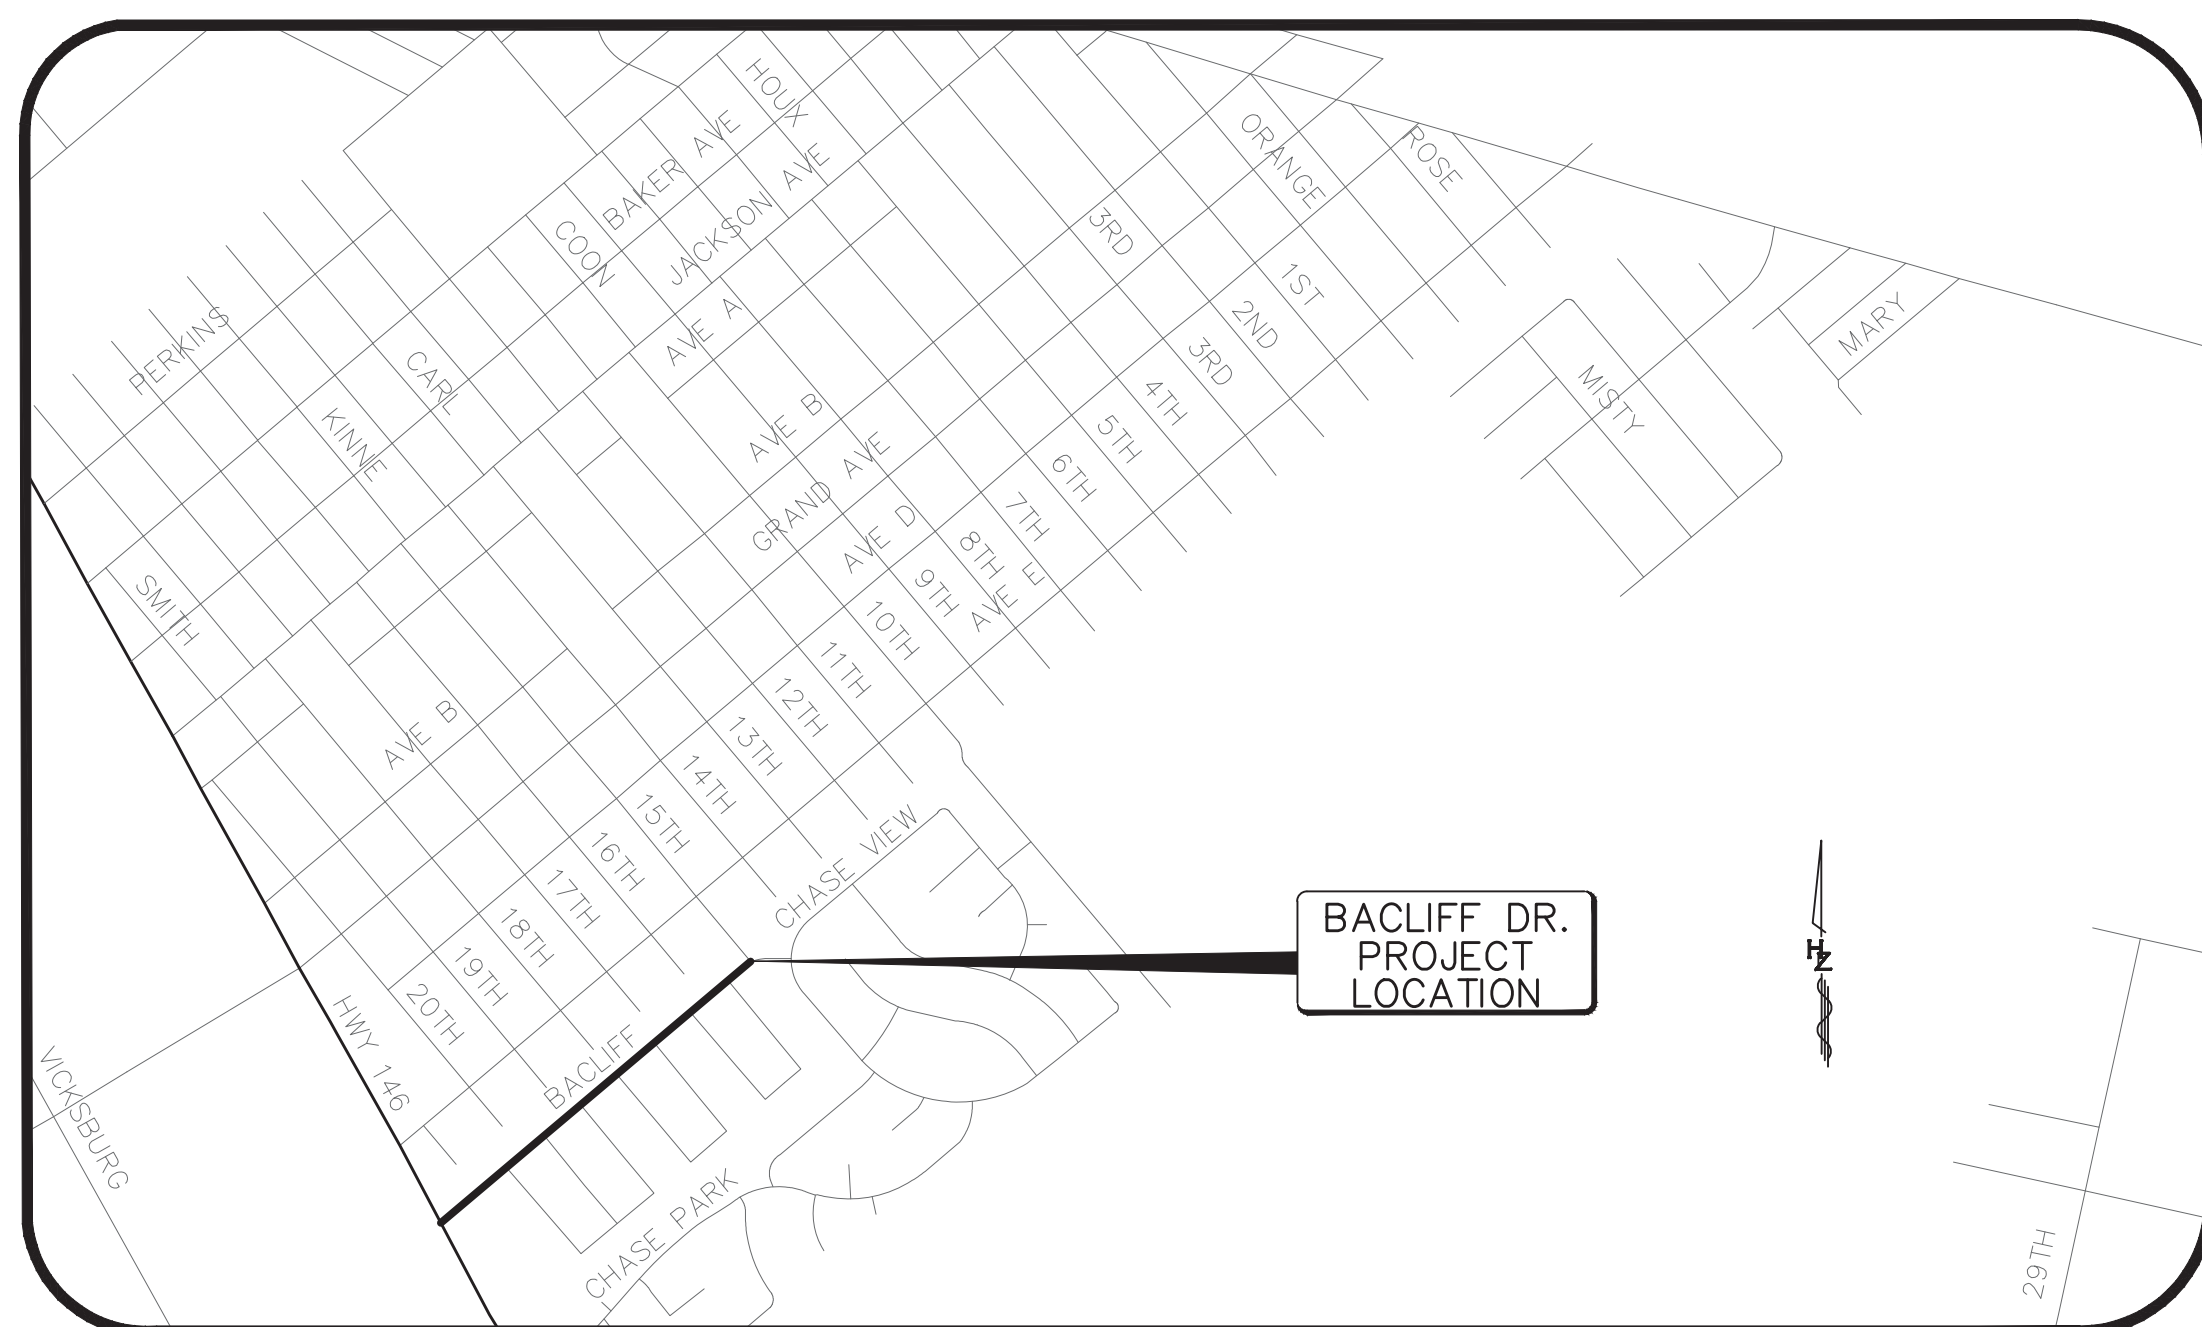 HOUX
BAKER AVE
JACKSON AVE
COON
ORANGE
ROSE
3RD
1ST
2ND
3RD
4TH
5TH
6TH
7TH
8TH
9TH
10TH
11TH
12TH
13TH
14TH
15TH
16TH
17TH
18TH
19TH
20TH
PERKINS
CARL
KINNE
SMITH
AVE A
AVE B
GRAND AVE
AVE D
AVE E
AVE B
MISTY
MARY
CHASE VIEW
BACLIFF
HWY 146
VICKSBURG
CHASE PARK
BACLIFF DR.
PROJECT
LOCATION
29TH